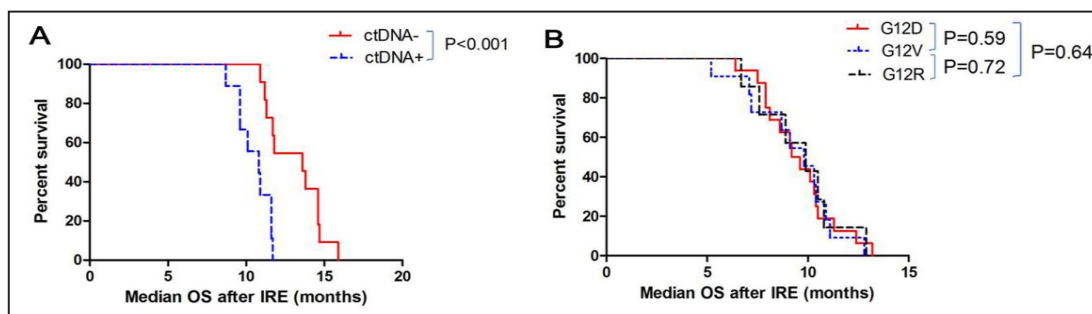 A
ctDNA-
ctDNA+
P<0.001
Percent survival
100
80
60
40
20
0
0 5 10 15 20
Median OS after IRE (months)
B
G12D
G12V
G12R
P=0.59
P=0.72
P=0.64
Percent survival
100
80
60
40
20
0
0 5 10 15
Median OS after IRE (months)